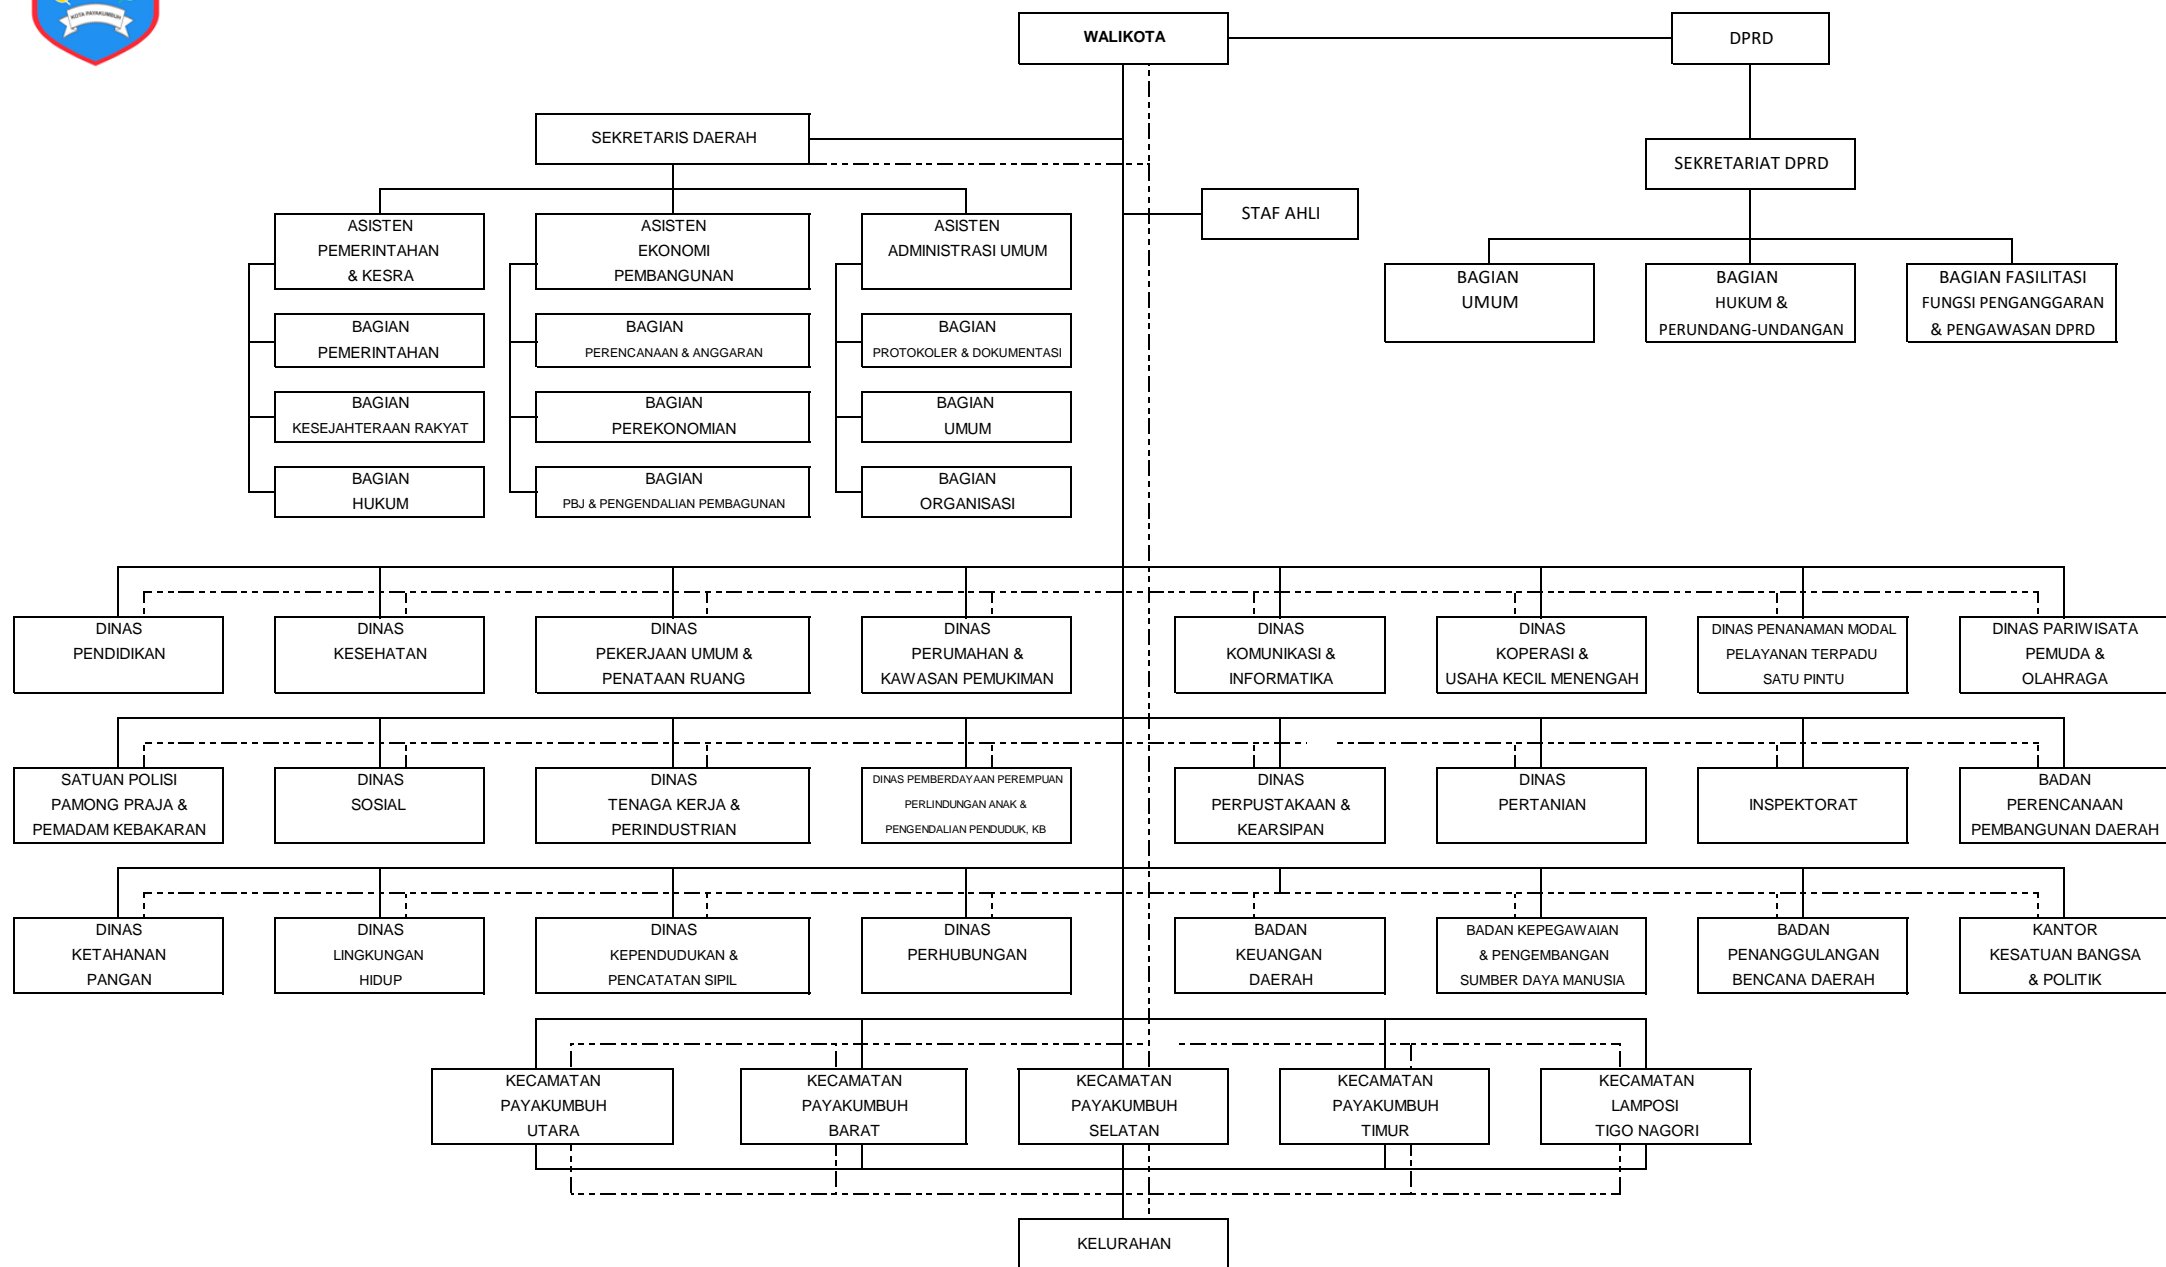 KOTA PAYAKUMBUH
WALIKOTA
DPRD
SEKRETARIS DAERAH
SEKRETARIAT DPRD
STAF AHLI
ASISTEN
PEMERINTAHAN
& KESRA
ASISTEN
EKONOMI
PEMBANGUNAN
ASISTEN
ADMINISTRASI UMUM
BAGIAN
UMUM
BAGIAN
HUKUM &
PERUNDANG-UNDANGAN
BAGIAN FASILITASI
FUNGSI PENGANGGARAN
& PENGAWASAN DPRD
BAGIAN
PEMERINTAHAN
BAGIAN
PERENCANAAN & ANGGARAN
BAGIAN
PROTOKOLER & DOKUMENTASI
BAGIAN
KESEJAHTERAAN RAKYAT
BAGIAN
PEREKONOMIAN
BAGIAN
UMUM
BAGIAN
HUKUM
BAGIAN
PBJ & PENGENDALIAN PEMBAGUNAN
BAGIAN
ORGANISASI
DINAS
PENDIDIKAN
DINAS
KESEHATAN
DINAS
PEKERJAAN UMUM &
PENATAAN RUANG
DINAS
PERUMAHAN &
KAWASAN PEMUKIMAN
DINAS
KOMUNIKASI &
INFORMATIKA
DINAS
KOPERASI &
USAHA KECIL MENENGAH
DINAS PENANAMAN MODAL
PELAYANAN TERPADU
SATU PINTU
DINAS PARIWISATA
PEMUDA &
OLAHRAGA
SATUAN POLISI
PAMONG PRAJA &
PEMADAM KEBAKARAN
DINAS
SOSIAL
DINAS
TENAGA KERJA &
PERINDUSTRIAN
DINAS PEMBERDAYAAN PEREMPUAN
PERLINDUNGAN ANAK &
PENGENDALIAN PENDUDUK, KB
DINAS
PERPUSTAKAAN &
KEARSIPAN
DINAS
PERTANIAN
INSPEKTORAT
BADAN
PERENCANAAN
PEMBANGUNAN DAERAH
DINAS
KETAHANAN
PANGAN
DINAS
LINGKUNGAN
HIDUP
DINAS
KEPENDUDUKAN &
PENCATATAN SIPIL
DINAS
PERHUBUNGAN
BADAN
KEUANGAN
DAERAH
BADAN KEPEGAWAIAN
& PENGEMBANGAN
SUMBER DAYA MANUSIA
BADAN
PENANGGULANGAN
BENCANA DAERAH
KANTOR
KESATUAN BANGSA
& POLITIK
KECAMATAN
PAYAKUMBUH
UTARA
KECAMATAN
PAYAKUMBUH
BARAT
KECAMATAN
PAYAKUMBUH
SELATAN
KECAMATAN
PAYAKUMBUH
TIMUR
KECAMATAN
LAMPOSI
TIGO NAGORI
KELURAHAN